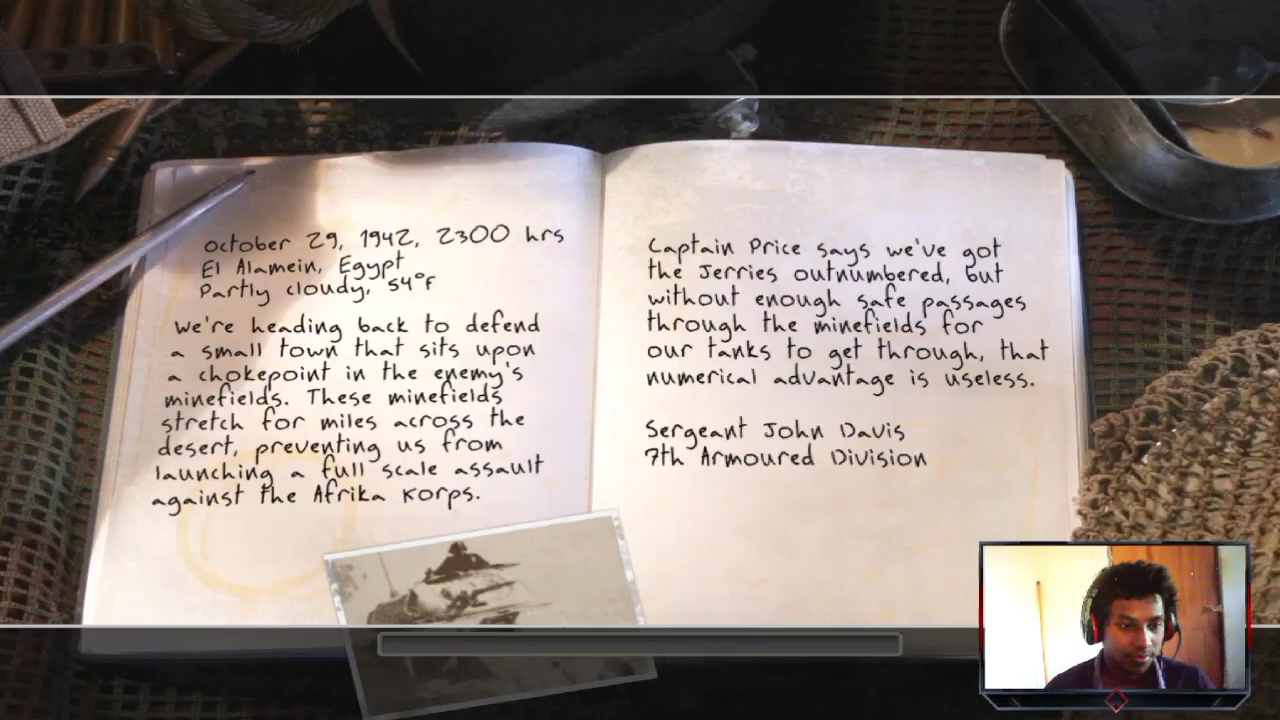 October 29, 1942, 2300 hrs
El Alamein, Egypt
Partly cloudy, 54°F
We're heading back to defend
a small town that sits upon
a chokepoint in the enemy's
minefields. These minefields
stretch for miles across the
desert, preventing us from
launching a full scale assault
against the Afrika Korps.
Captain Price says we've got
the Jerries outnumbered, but
without enough safe passages
through the minefields for
our tanks to get through, that
numerical advantage is useless.
Sergeant John Davis
7th Armoured Division